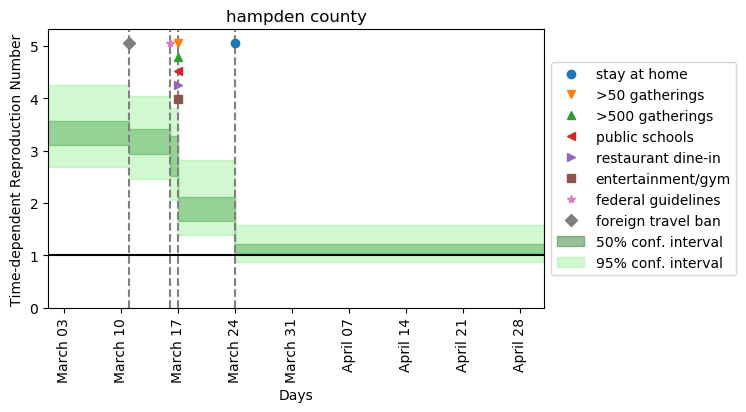 hampden county
Time-dependent Reproduction Number
5
4
3
2
1
0
March 03
March 10
March 17
March 24
March 31
April 07
April 14
April 21
April 28
Days
stay at home
>50 gatherings
>500 gatherings
public schools
restaurant dine-in
entertainment/gym
federal guidelines
foreign travel ban
50% conf. interval
95% conf. interval